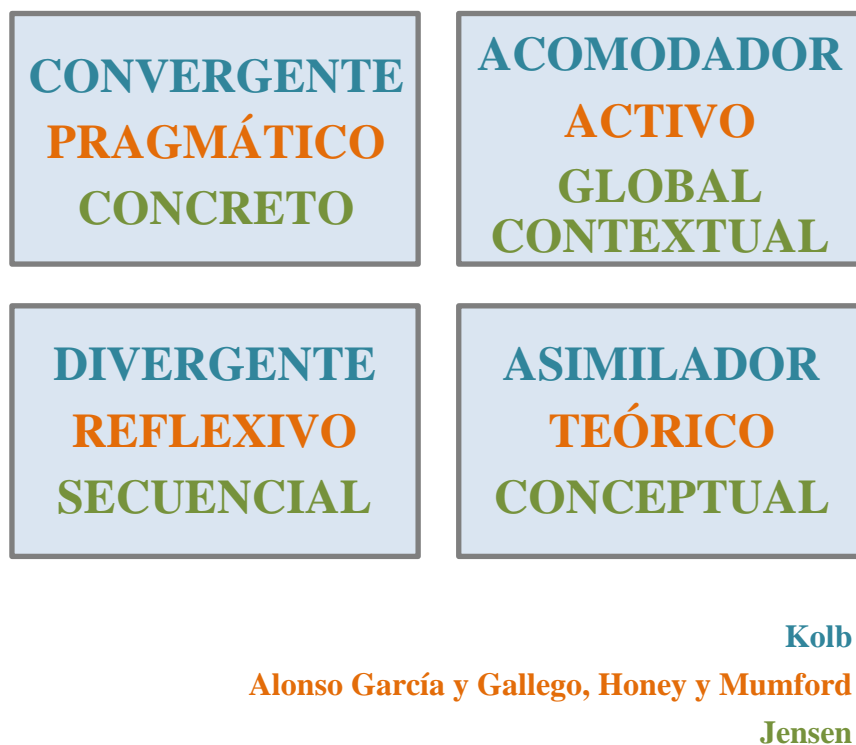 CONVERGENTE
PRAGMÁTICO
CONCRETO
ACOMODADOR
ACTIVO
GLOBAL
CONTEXTUAL
DIVERGENTE
REFLEXIVO
SECUENCIAL
ASIMILADOR
TEÓRICO
CONCEPTUAL
Kolb
Alonso García y Gallego, Honey y Mumford
Jensen